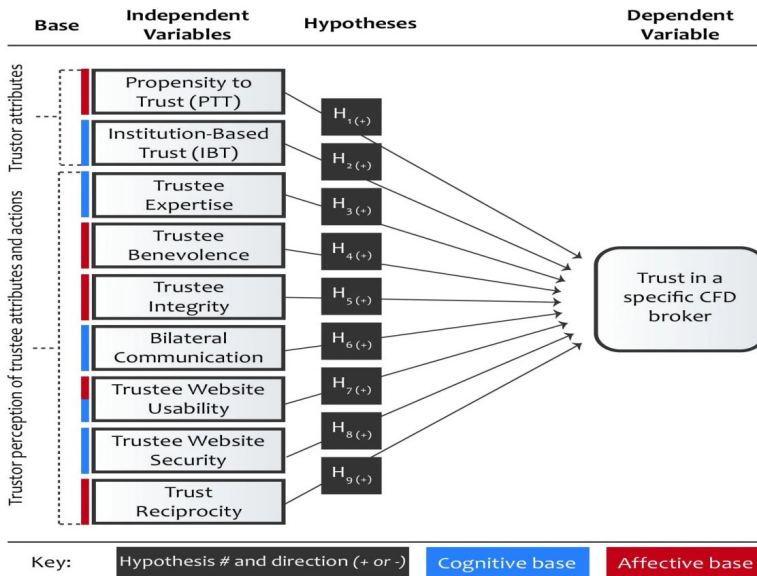 Base
Independent
Variables
Hypotheses
Dependent
Variable
Trustor attributes
Propensity to
Trust (PTT)
H1 (+)
Institution-Based
Trust (IBT)
H2 (+)
Trustor perception of trustee attributes and actions
Trustee
Expertise
H3 (+)
Trustee
Benevolence
H4 (+)
Trustee
Integrity
H5 (+)
Bilateral
Communication
H6 (+)
Trustee Website
Usability
H7 (+)
Trustee Website
Security
H8 (+)
Trust
Reciprocity
H9 (+)
Trust in a
specific CFD
broker
Key:
Hypothesis # and direction (+ or -)
Cognitive base
Affective base